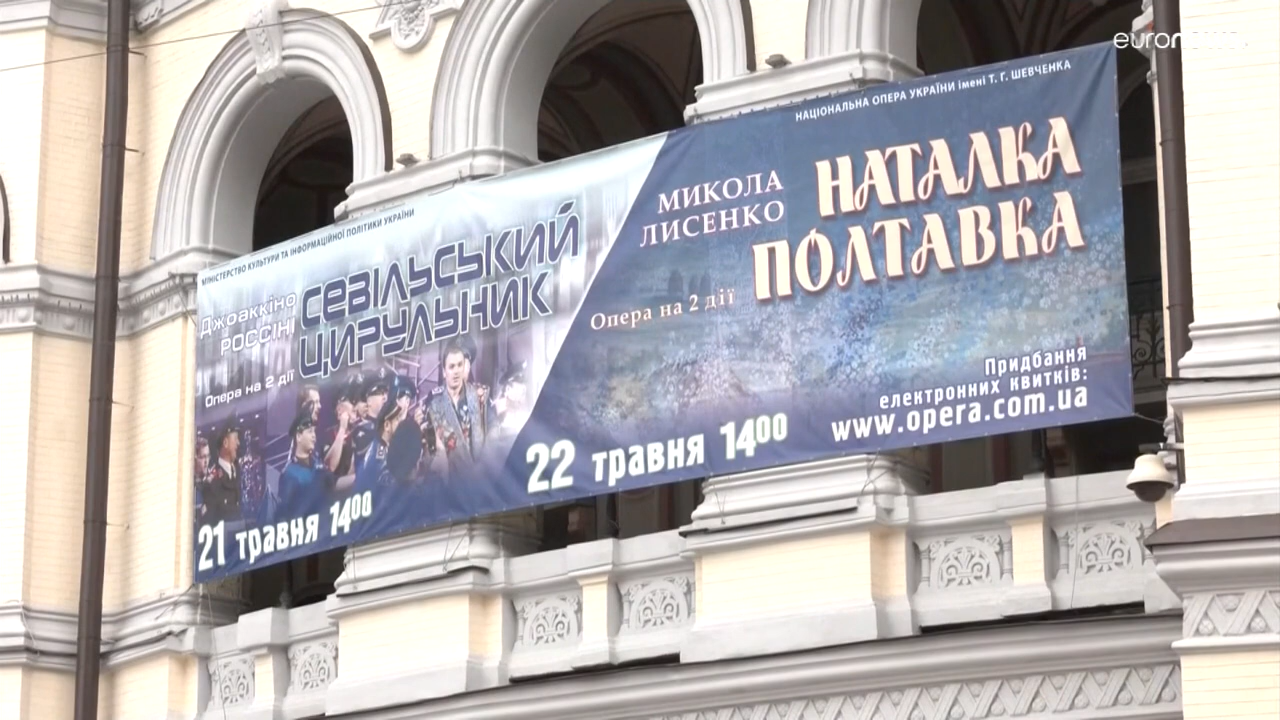 euronews.
МІНІСТЕРСТВО КУЛЬТУРИ ТА ІНФОРМАЦІЙНОЇ ПОЛІТИКИ УКРАЇНИ
Джоаккіно
РОССІНІ
СЕВІЛЬСЬКИЙ
ЦИРУЛЬНИК
Опера на 2 дії
21 травня 14⁰⁰
НАЦІОНАЛЬНА ОПЕРА УКРАЇНИ імені Т. Г. ШЕВЧЕНКА
МИКОЛА
ЛИСЕНКО
НАТАЛКА
ПОЛТАВКА
Опера на 2 дії
22 травня 14⁰⁰
Придбання
електронних квитків:
www.opera.com.ua